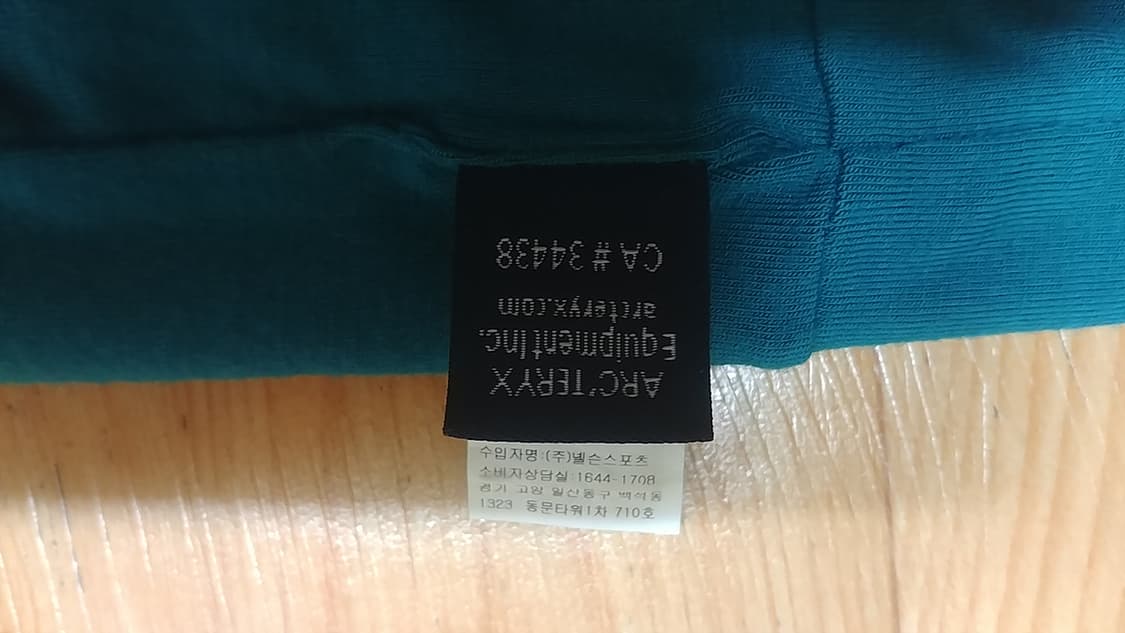 ARC'TERYX
Equipment Inc.
arcteryx.com
CA # 34438
수입자명:(주)넬슨스포츠
소비자상담실 1644-1708
경기 고양 일산동구 백석동
1323 동문타워1차 710호